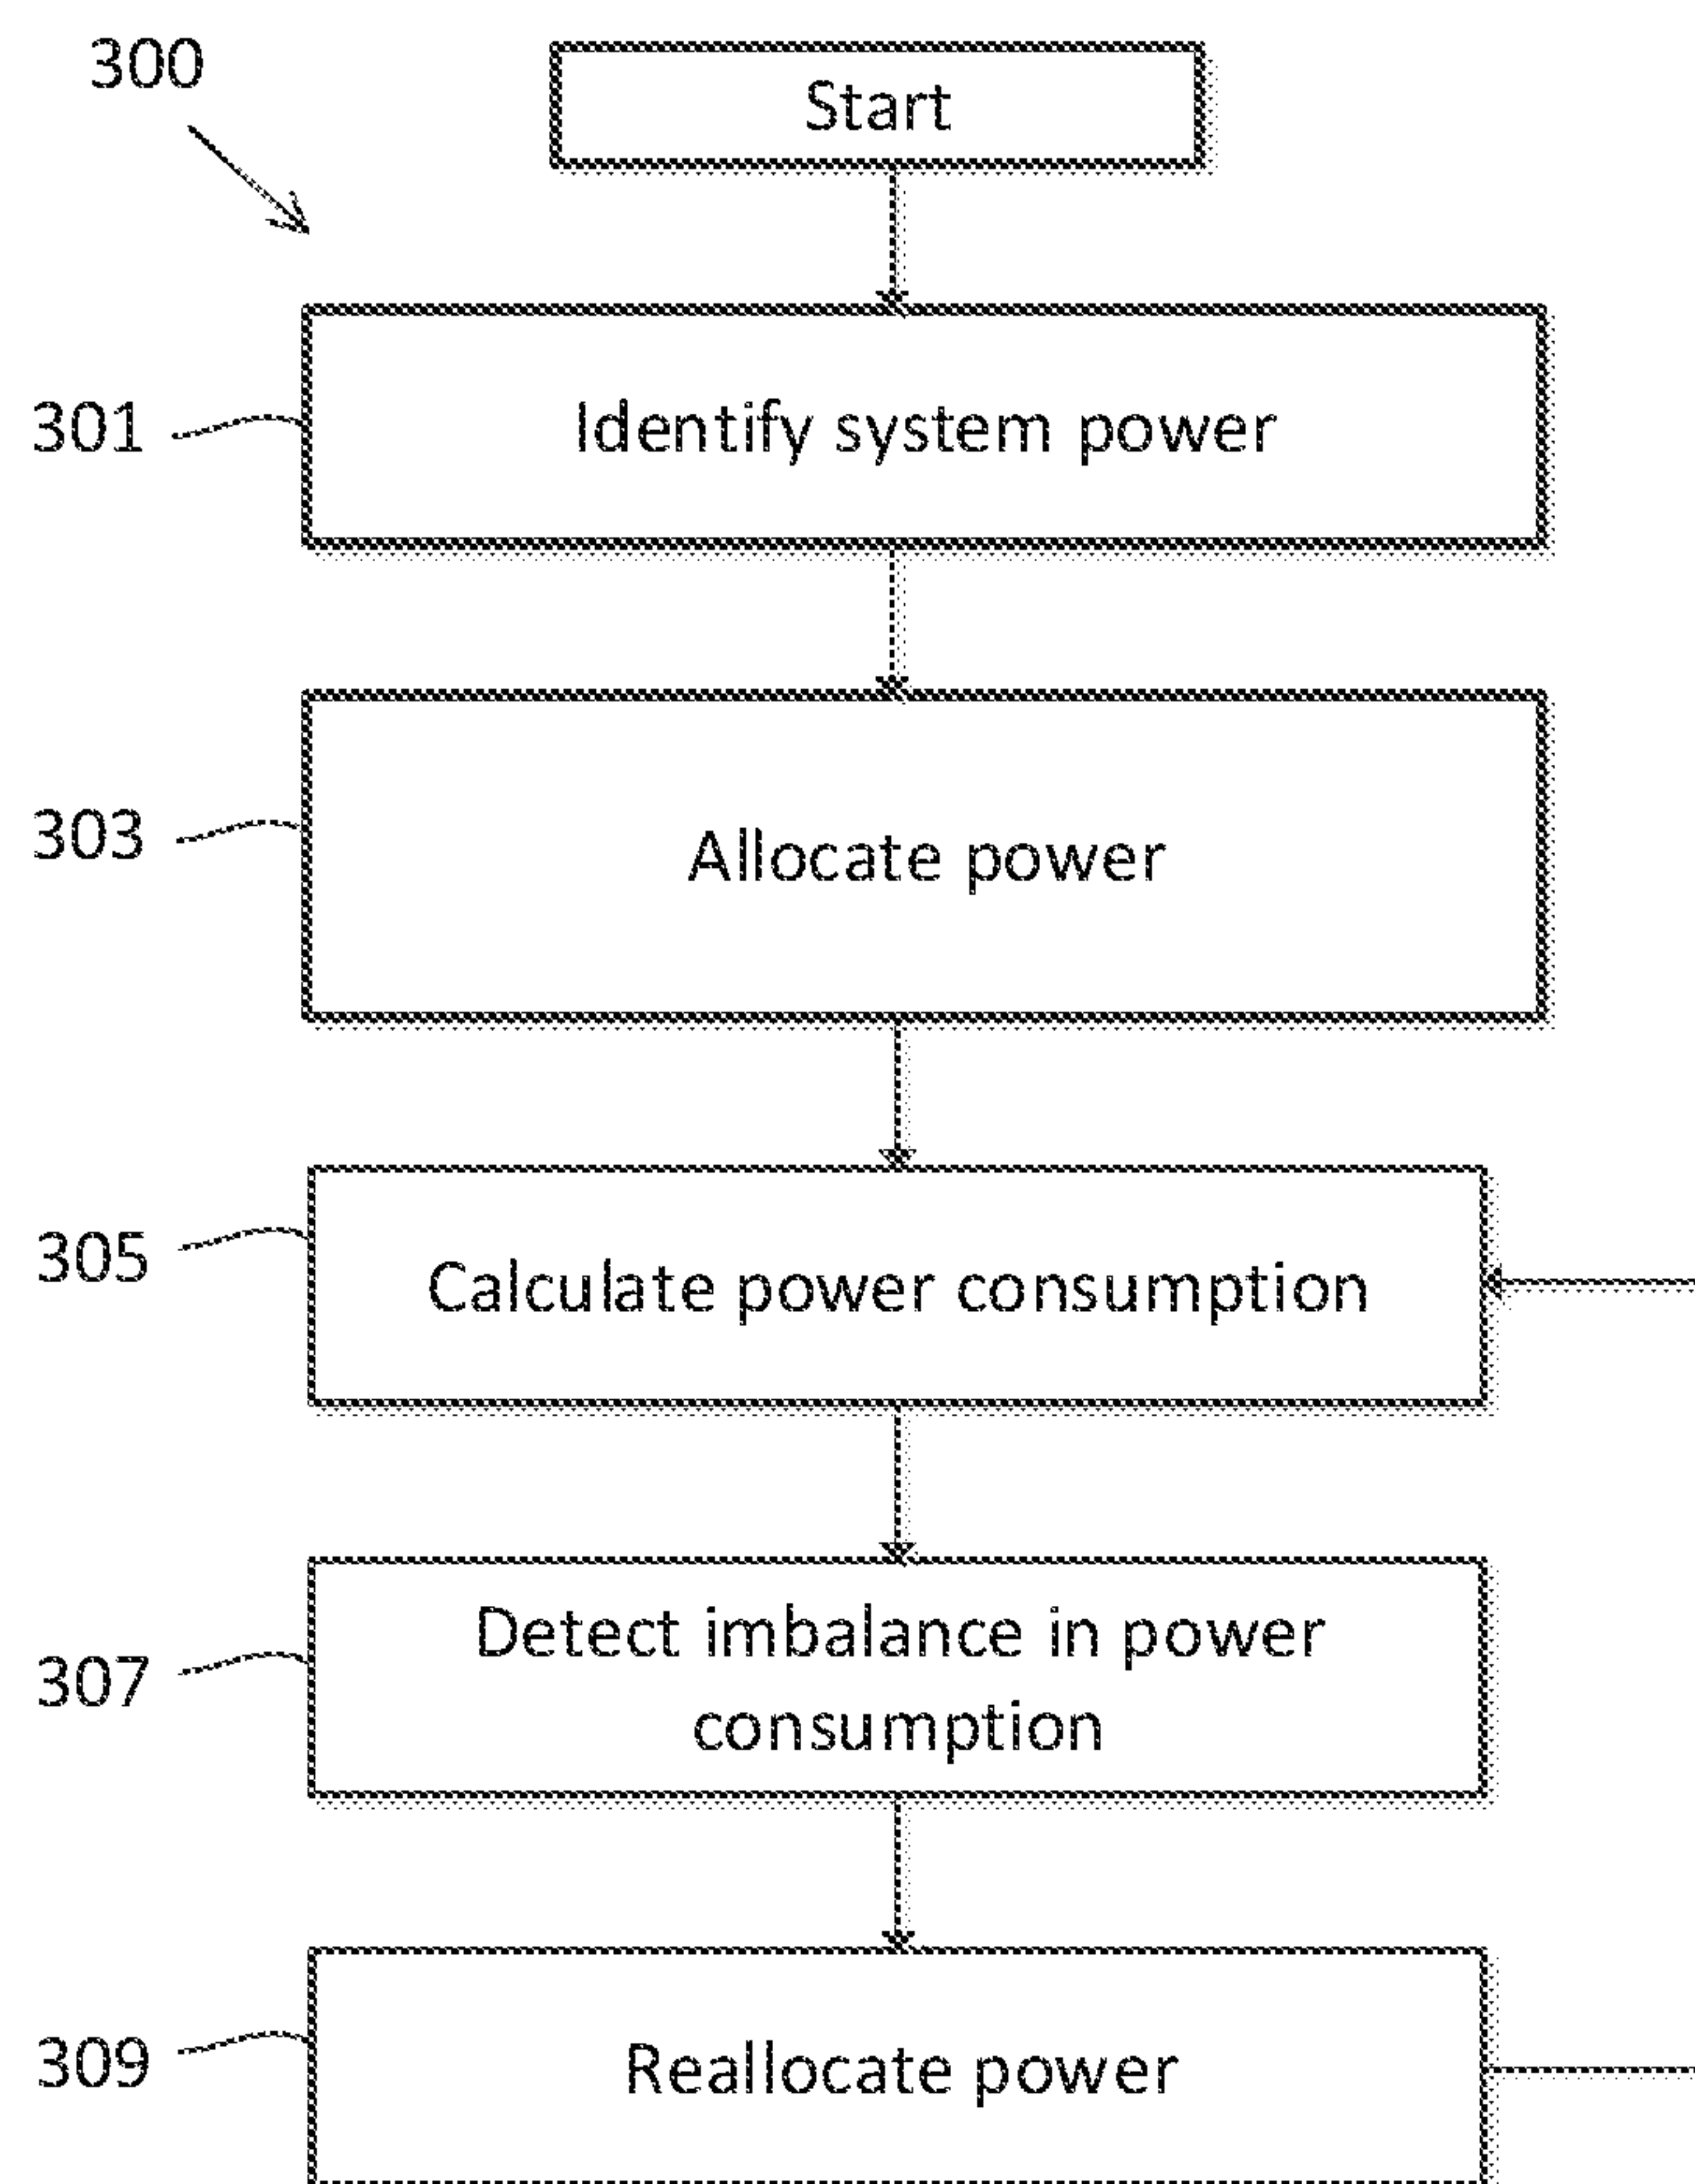 300
Start
301
Identify system power
303
Allocate power
305
Calculate power consumption
307
Detect imbalance in power
consumption
309
Reallocate power